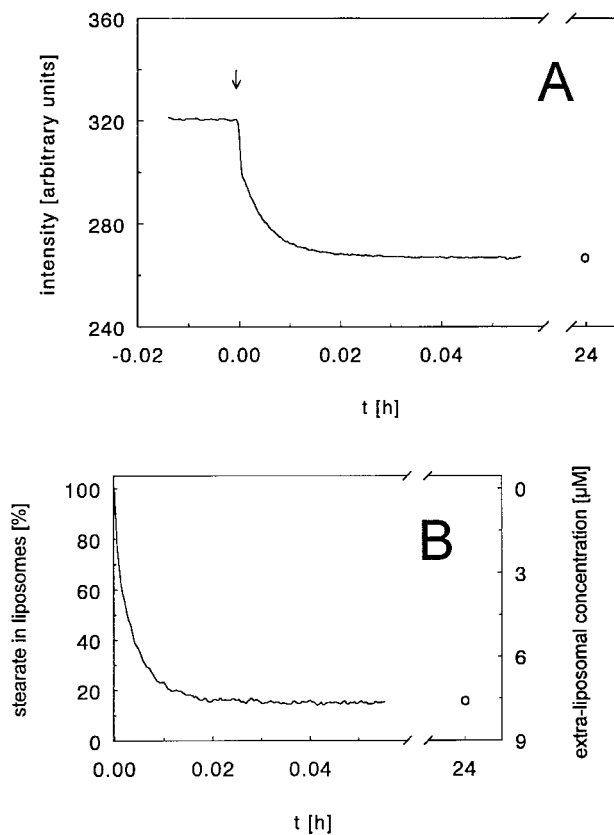 360
320
280
240
intensity [arbitrary units]
A
-0.02 0.00 0.02 0.04 24
t [h]
100
80
60
40
20
0
stearate in liposomes [%]
B
0
3
6
9
extra-liposomal concentration [µM]
0.00 0.02 0.04 24
t [h]